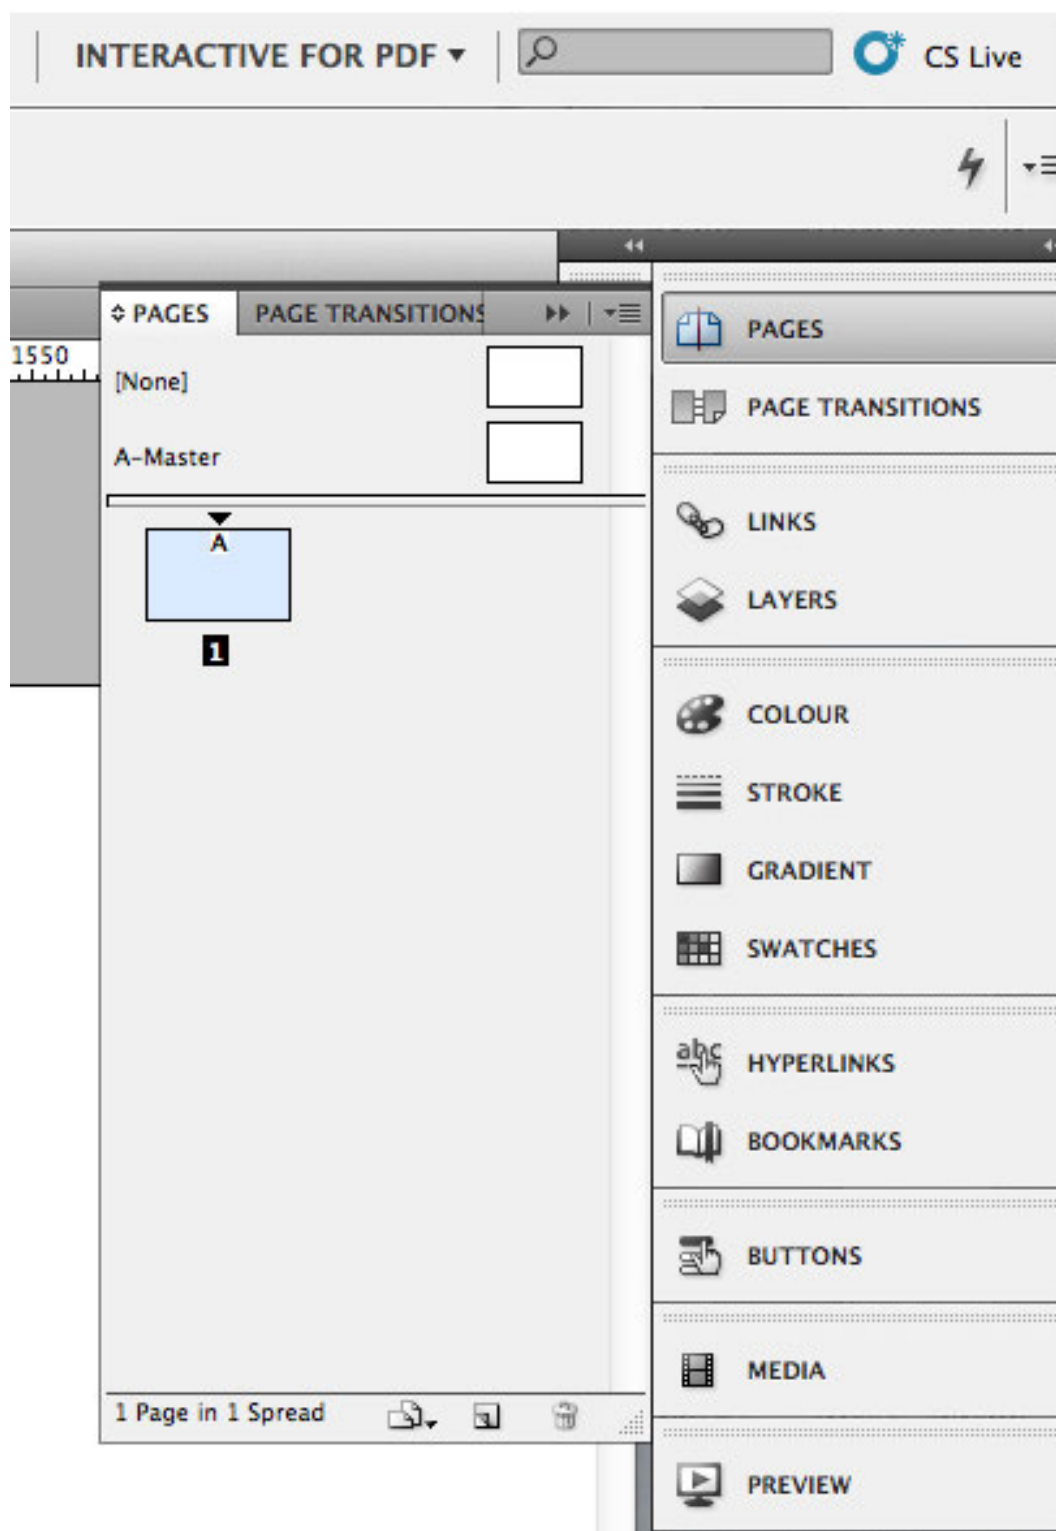 INTERACTIVE FOR PDF
CS Live
PAGES
PAGE TRANSITIONS
1550
[None]
A-Master
A
1
1 Page in 1 Spread
PAGES
PAGE TRANSITIONS
LINKS
LAYERS
COLOUR
STROKE
GRADIENT
SWATCHES
abc
HYPERLINKS
BOOKMARKS
BUTTONS
MEDIA
PREVIEW